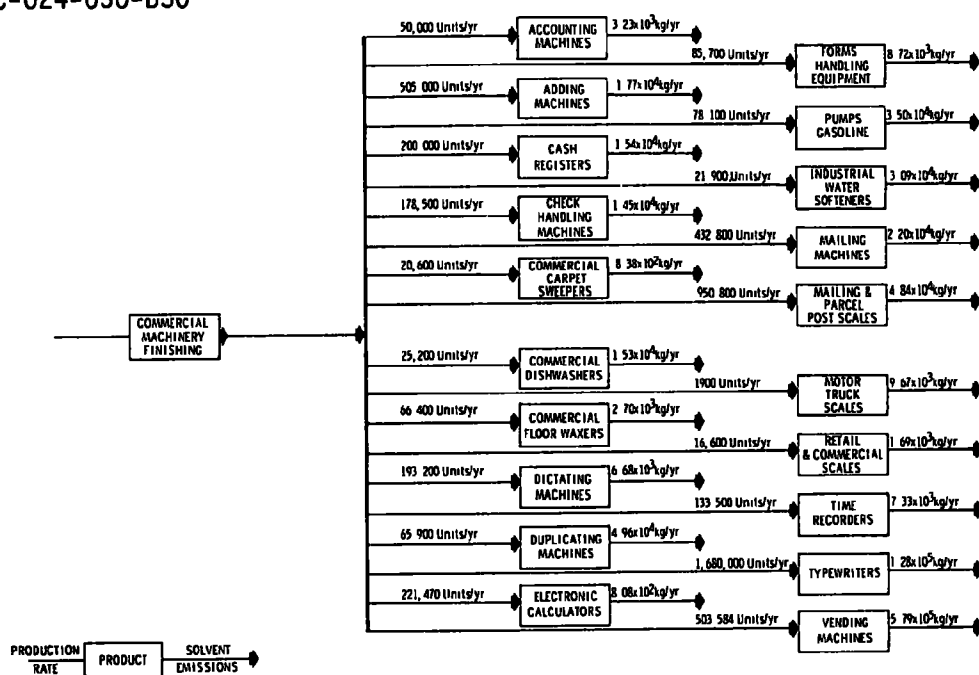 50,000 Units/yr
ACCOUNTING
MACHINES
3 23x10³kg/yr
85,700 Units/yr
FORMS
HANDLING
EQUIPMENT
8 72x10³kg/yr
505 000 Units/yr
ADDING
MACHINES
1 77x10⁴kg/yr
78 100 Units/yr
PUMPS
GASOLINE
3 50x10⁴kg/yr
200 000 Units/yr
CASH
REGISTERS
1 54x10⁴kg/yr
21 900 Units/yr
INDUSTRIAL
WATER
SOFTENERS
3 09x10⁴kg/yr
178,500 Units/yr
CHECK
HANDLING
MACHINES
1 45x10⁴kg/yr
432 800 Units/yr
MAILING
MACHINES
2 20x10⁴kg/yr
20,600 Units/yr
COMMERCIAL
CARPET
SWEEPERS
8 38x10²kg/yr
950 800 Units/yr
MAILING &
PARCEL
POST SCALES
4 84x10⁴kg/yr
COMMERCIAL
MACHINERY
FINISHING
25,200 Units/yr
COMMERCIAL
DISHWASHERS
1 53x10⁴kg/yr
1900 Units/yr
MOTOR
TRUCK
SCALES
9 67x10³kg/yr
66 400 Units/yr
COMMERCIAL
FLOOR WAXERS
2 70x10³kg/yr
16,600 Units/yr
RETAIL
& COMMERCIAL
SCALES
1 69x10³kg/yr
193 200 Units/yr
DICTATING
MACHINES
6 68x10³kg/yr
133 500 Units/yr
TIME
RECORDERS
7 33x10³kg/yr
65 900 Units/yr
DUPLICATING
MACHINES
4 96x10⁴kg/yr
1,680,000 Units/yr
TYPEWRITERS
1 28x10⁵kg/yr
221,470 Units/yr
ELECTRONIC
CALCULATORS
8 08x10²kg/yr
503 584 Units/yr
VENDING
MACHINES
5 79x10⁵kg/yr
PRODUCTION
RATE
PRODUCT
SOLVENT
EMISSIONS